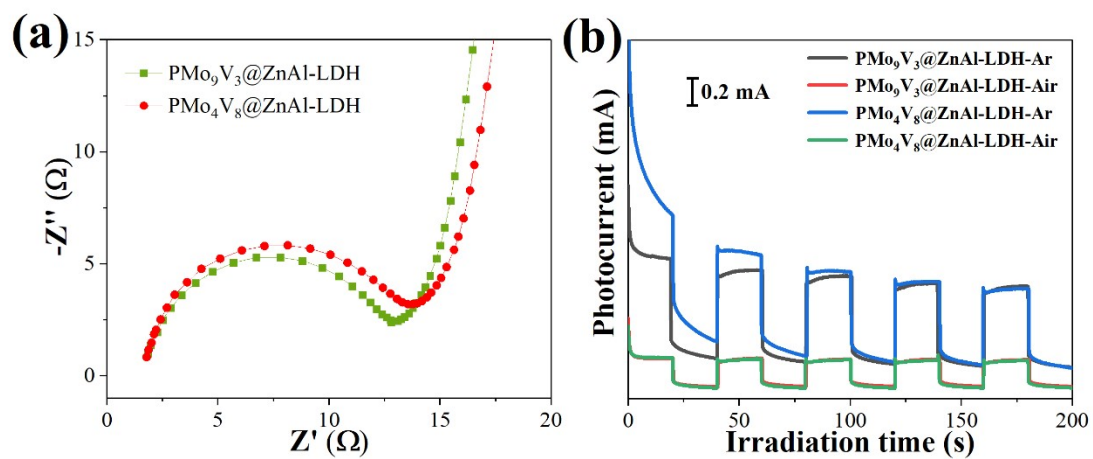 (a)
15
10
5
0
-Z'' (Ω)
PMo₉V₃@ZnAl-LDH
PMo₄V₈@ZnAl-LDH
0 5 10 15 20
Z' (Ω)
(b)
Photocurrent (mA)
0.2 mA
PMo₉V₃@ZnAl-LDH-Ar
PMo₉V₃@ZnAl-LDH-Air
PMo₄V₈@ZnAl-LDH-Ar
PMo₄V₈@ZnAl-LDH-Air
0 50 100 150 200
Irradiation time (s)